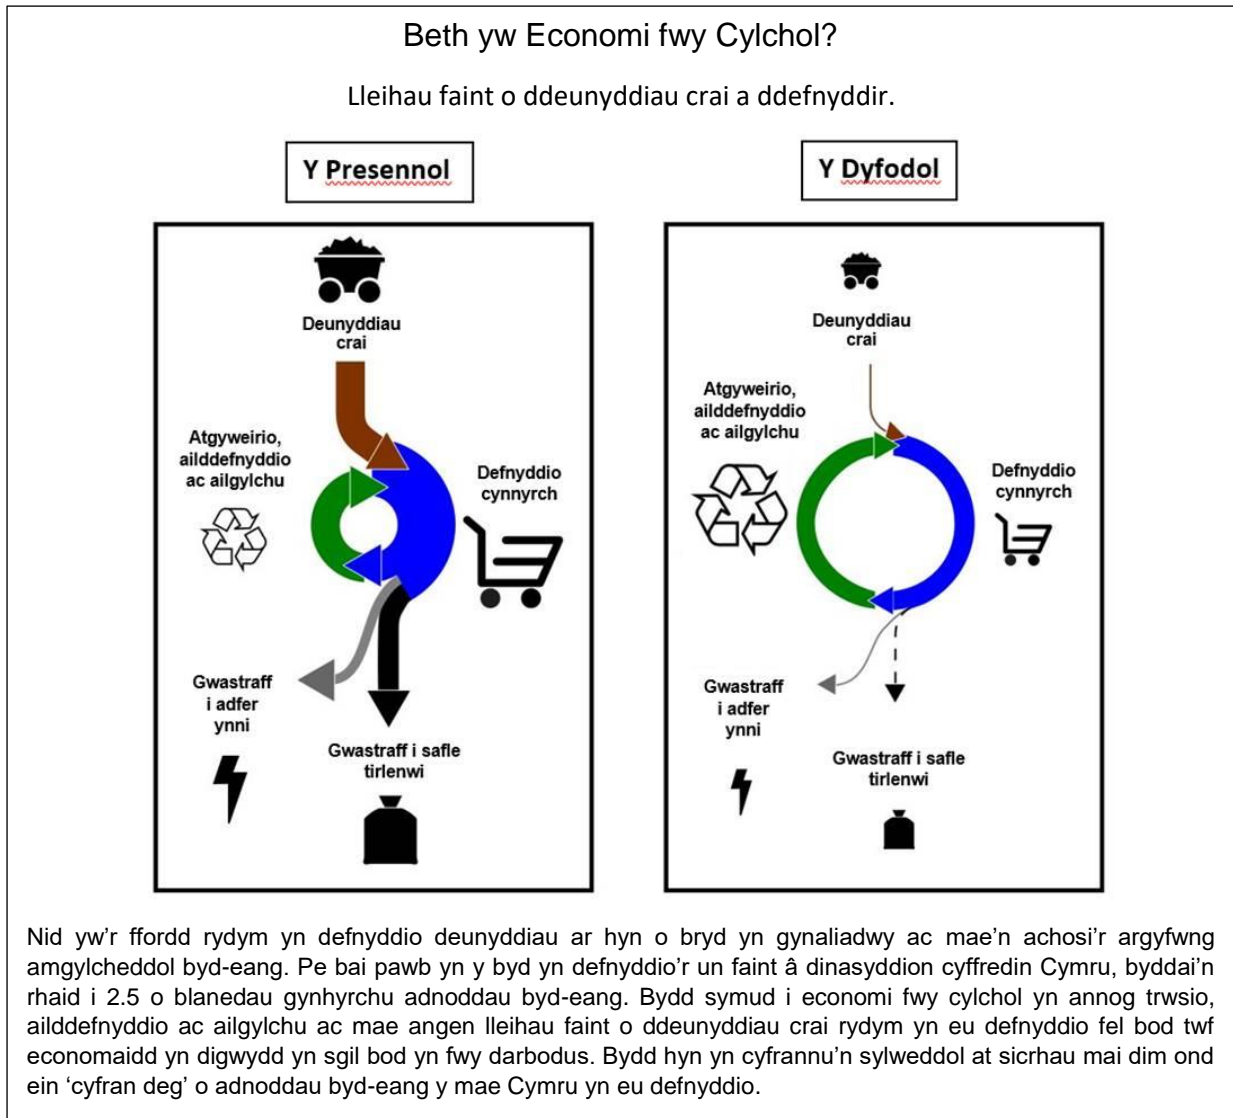 Beth yw Economi fwy Cylchol?
Lleihau faint o ddeunyddiau crai a ddefnyddir.
Y Presennol
Deunyddiau
crai
Atgyweirio,
ailddefnyddio
ac ailgylchu
Defnyddio
cynnyrch
Gwastraff
i adfer
ynni
Gwastraff i safle
tirlenwi
Y Dyfodol
Deunyddiau
crai
Atgyweirio,
ailddefnyddio
ac ailgylchu
Defnyddio
cynnyrch
Gwastraff
i adfer
ynni
Gwastraff i safle
tirlenwi
Nid yw'r ffordd rydym yn defnyddio deunyddiau ar hyn o bryd yn gynaliadwy ac mae'n achosi'r argyfwng
amgylcheddol byd-eang. Pe bai pawb yn y byd yn defnyddio'r un faint â dinasyddion cyffredin Cymru, byddai'n
rhaid i 2.5 o blanedau gynhyrchu adnoddau byd-eang. Bydd symud i economi fwy cylchol yn annog trwsio,
ailddefnyddio ac ailgylchu ac mae angen lleihau faint o ddeunyddiau crai rydym yn eu defnyddio fel bod twf
economaidd yn digwydd yn sgil bod yn fwy darbodus. Bydd hyn yn cyfrannu'n sylweddol at sicrhau mai dim ond
ein 'cyfran deg' o adnoddau byd-eang y mae Cymru yn eu defnyddio.